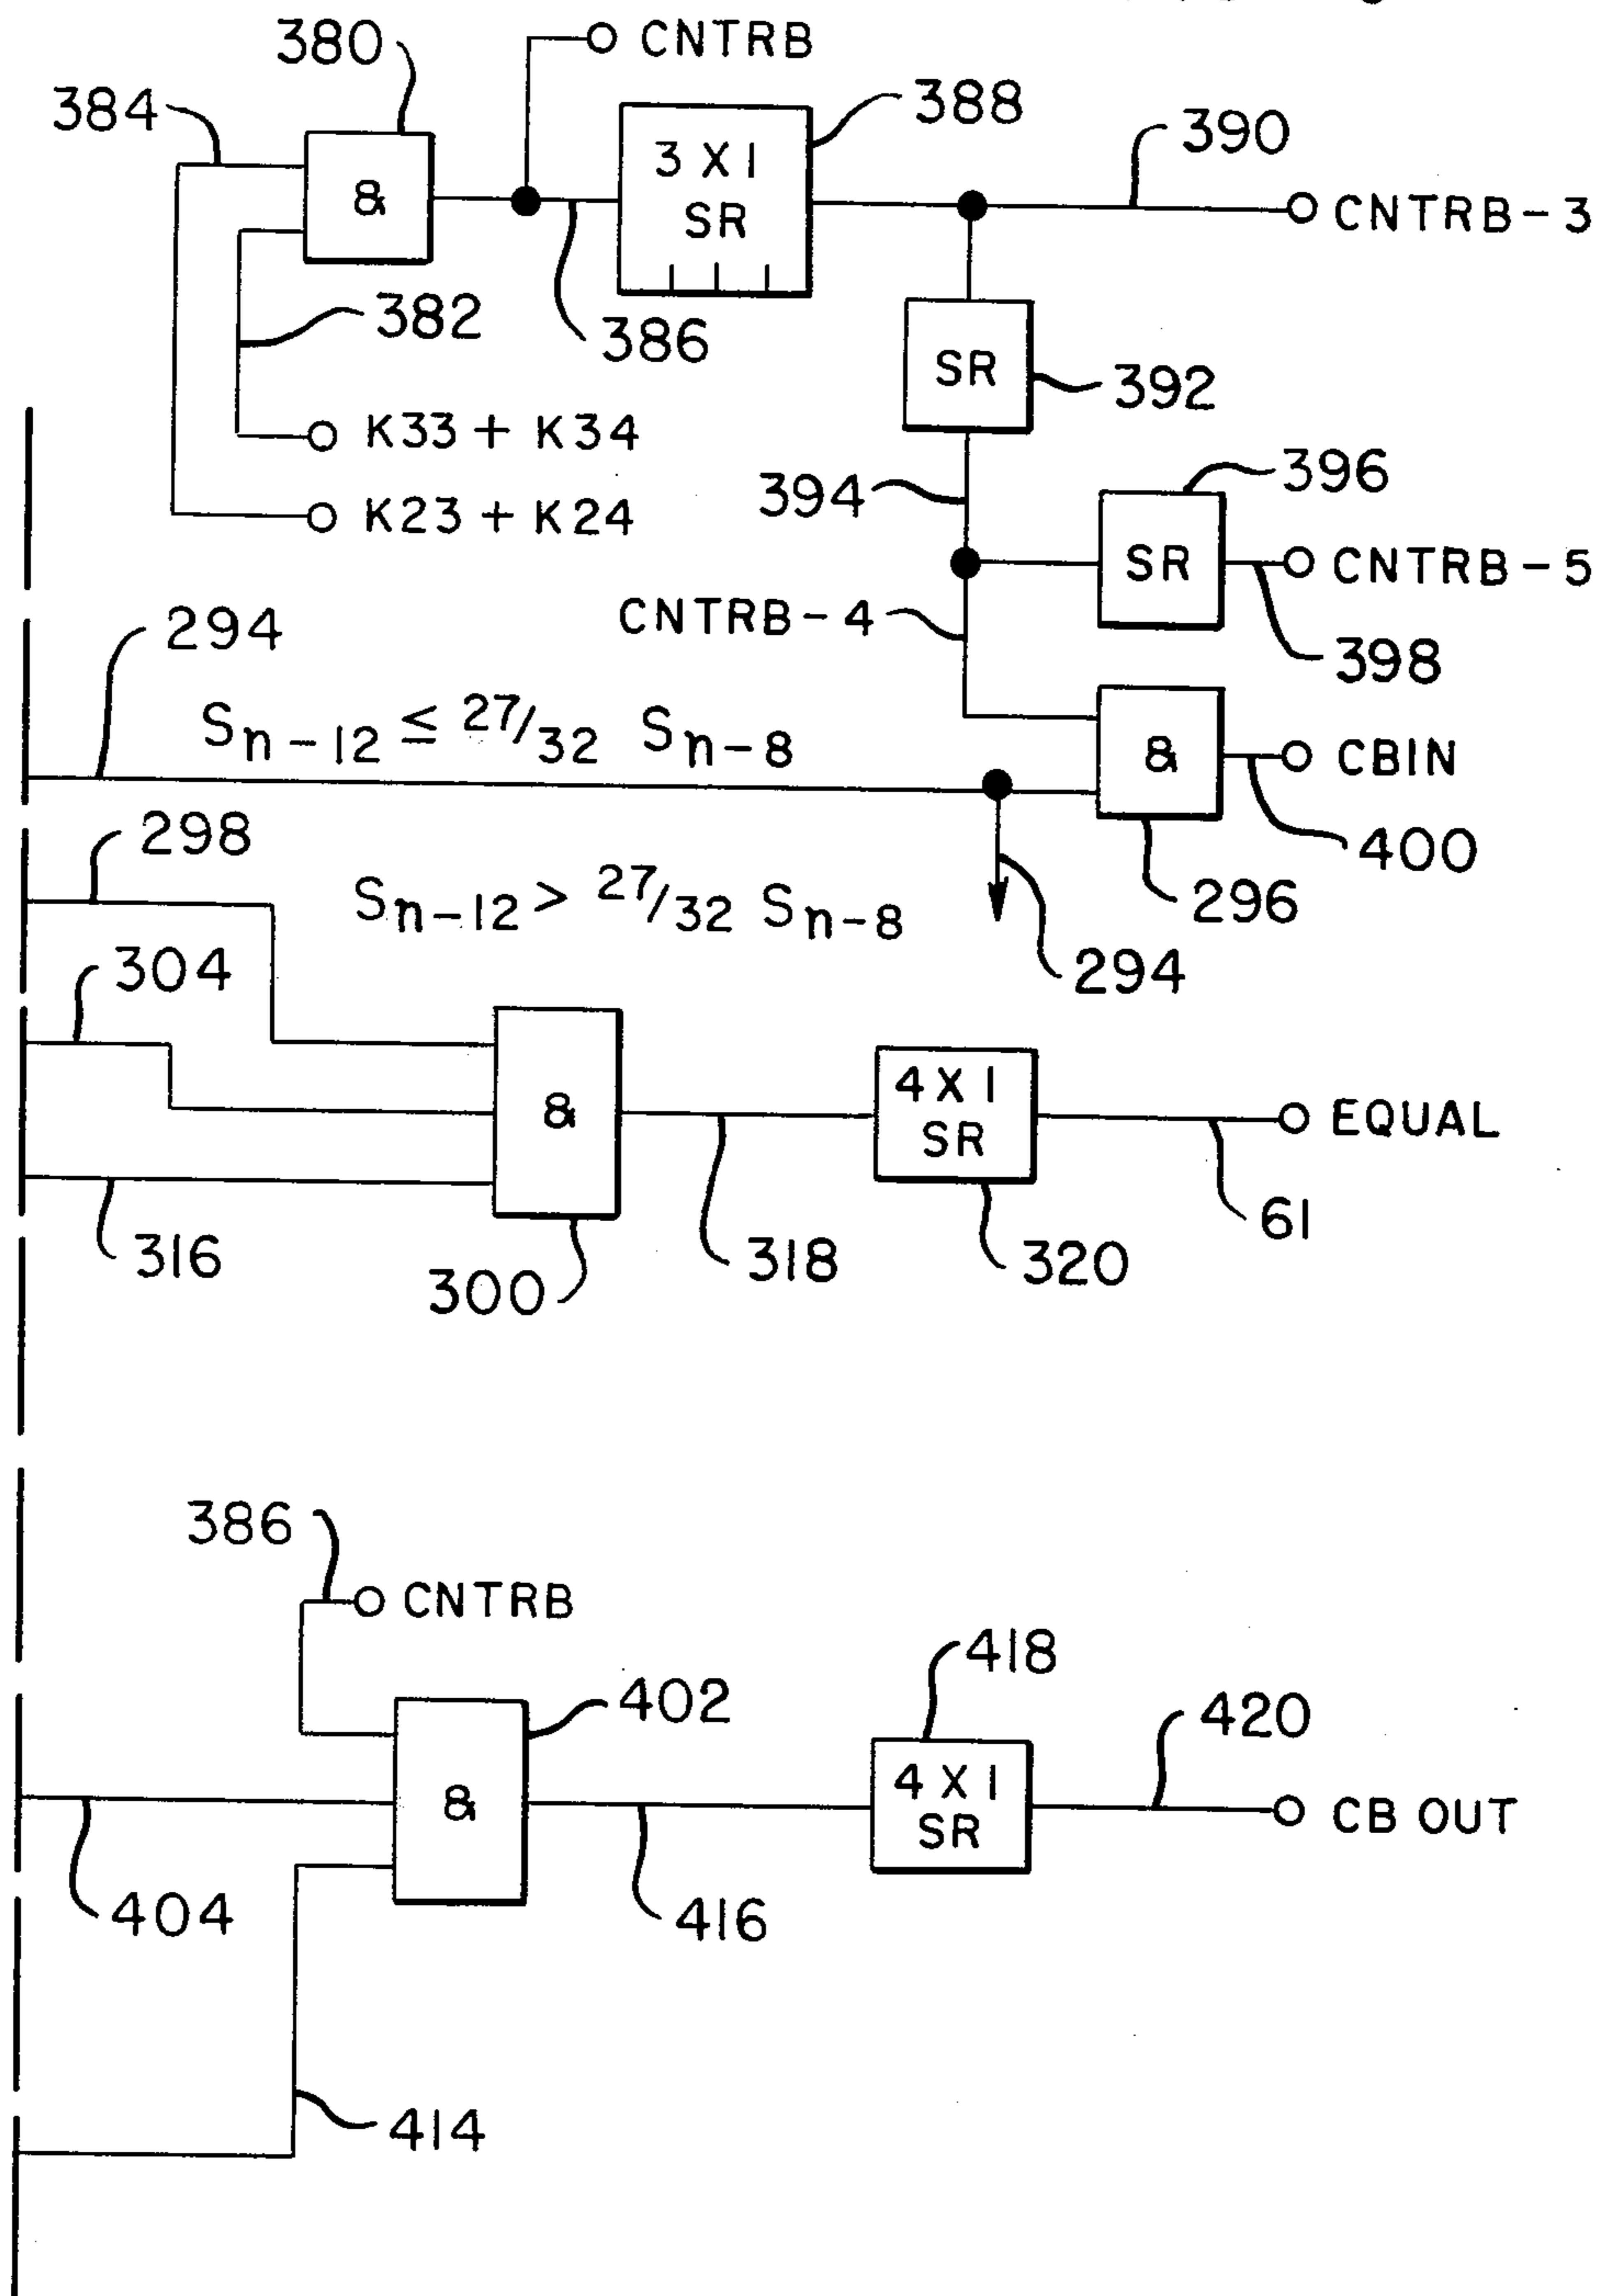 380
CNTRB
384
388
3 X 1
SR
390
&
CNTRB-3
382
386
SR
392
K33 + K34
K23 + K24
394
396
SR
CNTRB-5
CNTRB-4
398
294
Sn-12 ≤ 27/32 Sn-8
&
CBIN
298
400
296
Sn-12 > 27/32 Sn-8
304
294
&
4 X 1
SR
EQUAL
316
300
318
320
61
386
CNTRB
418
402
420
&
4 X 1
SR
CB OUT
404
416
414